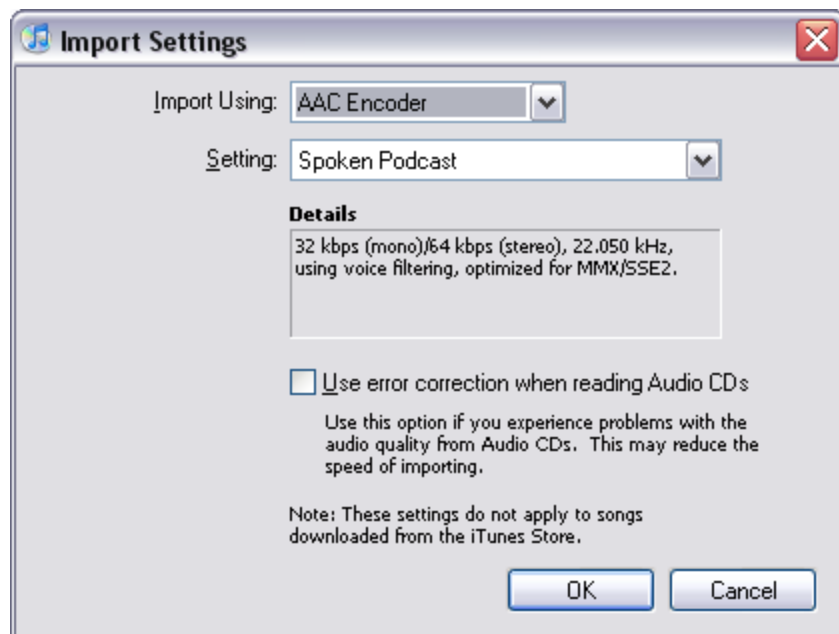 Import Settings
Import Using: AAC Encoder
Setting: Spoken Podcast
Details
32 kbps (mono)/64 kbps (stereo), 22.050 kHz,
using voice filtering, optimized for MMX/SSE2.
Use error correction when reading Audio CDs
Use this option if you experience problems with the
audio quality from Audio CDs.  This may reduce the
speed of importing.
Note: These settings do not apply to songs
downloaded from the iTunes Store.
OK Cancel